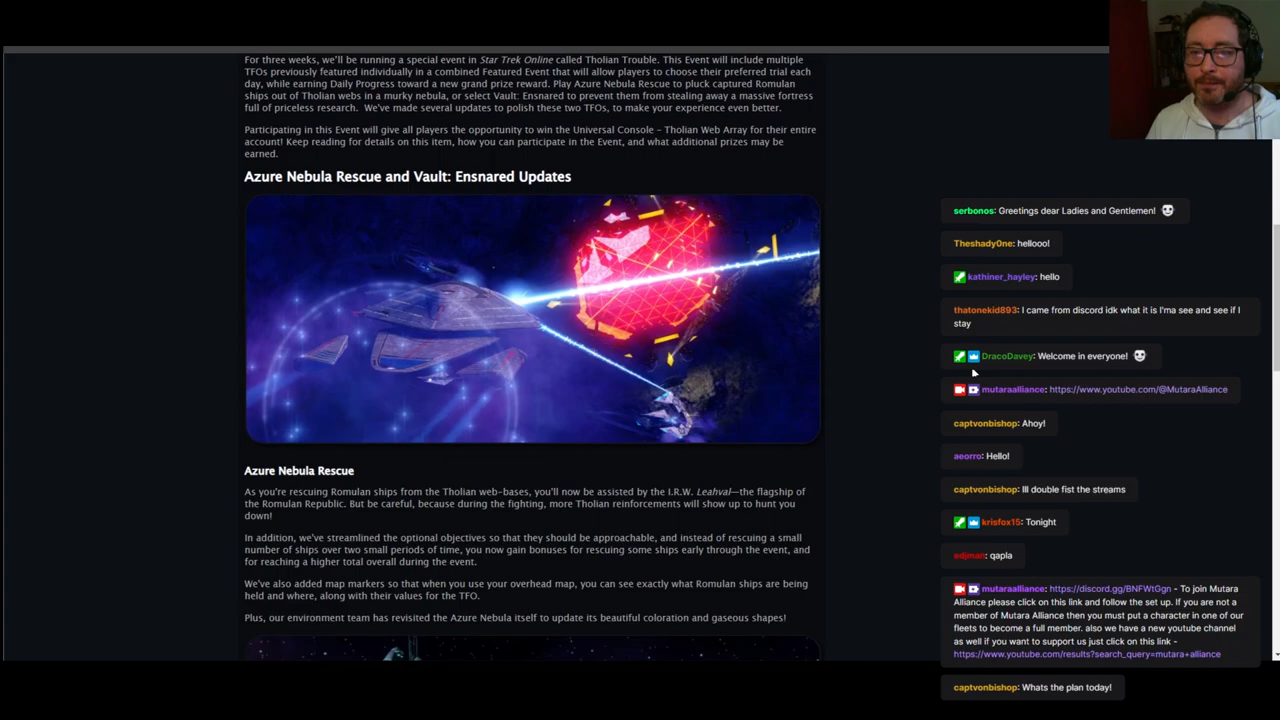 For three weeks, we'll be running a special event in Star Trek Online called Tholian Trouble. This Event will include multiple
TFOs previously featured individually in a combined Featured Event that will allow players to choose their preferred trial each
day, while earning Daily Progress toward a new grand prize reward. Play Azure Nebula Rescue to pluck captured Romulan
ships out of Tholian webs in a murky nebula, or select Vault: Ensnared to prevent them from stealing away a massive fortress
full of priceless research.  We've made several updates to polish these two TFOs, to make your experience even better.
Participating in this Event will give all players the opportunity to win the Universal Console – Tholian Web Array for their entire
account! Keep reading for details on this item, how you can participate in the Event, and what additional prizes may be
earned.
Azure Nebula Rescue and Vault: Ensnared Updates
Azure Nebula Rescue
As you're rescuing Romulan ships from the Tholian web-bases, you'll now be assisted by the I.R.W. Leahval—the flagship of
the Romulan Republic. But be careful, because during the fighting, more Tholian reinforcements will show up to hunt you
down!
In addition, we've streamlined the optional objectives so that they should be approachable, and instead of rescuing a small
number of ships over two small periods of time, you now gain bonuses for rescuing some ships early through the event, and
for reaching a higher total overall during the event.
We've also added map markers so that when you use your overhead map, you can see exactly what Romulan ships are being
held and where, along with their values for the TFO.
Plus, our environment team has revisited the Azure Nebula itself to update its beautiful coloration and gaseous shapes!
serbonos: Greetings dear Ladies and Gentlemen!
Theshady0ne: hellooo!
kathiner_hayley: hello
thatonekid893: I came from discord idk what it is I'ma see and see if I
stay
DracoDavey: Welcome in everyone!
mutaraalliance: https://www.youtube.com/@MutaraAlliance
captvonbishop: Ahoy!
aeorro: Hello!
captvonbishop: Ill double fist the streams
krisfox15: Tonight
edjman: qapla
mutaraalliance: https://discord.gg/BNFWtGgn - To join Mutara
Alliance please click on this link and follow the set up. If you are not a
member of Mutara Alliance then you must put a character in one of our
fleets to become a full member. also we have a new youtube channel
as well if you want to support us just click on this link -
https://www.youtube.com/results?search_query=mutara+alliance
captvonbishop: Whats the plan today!